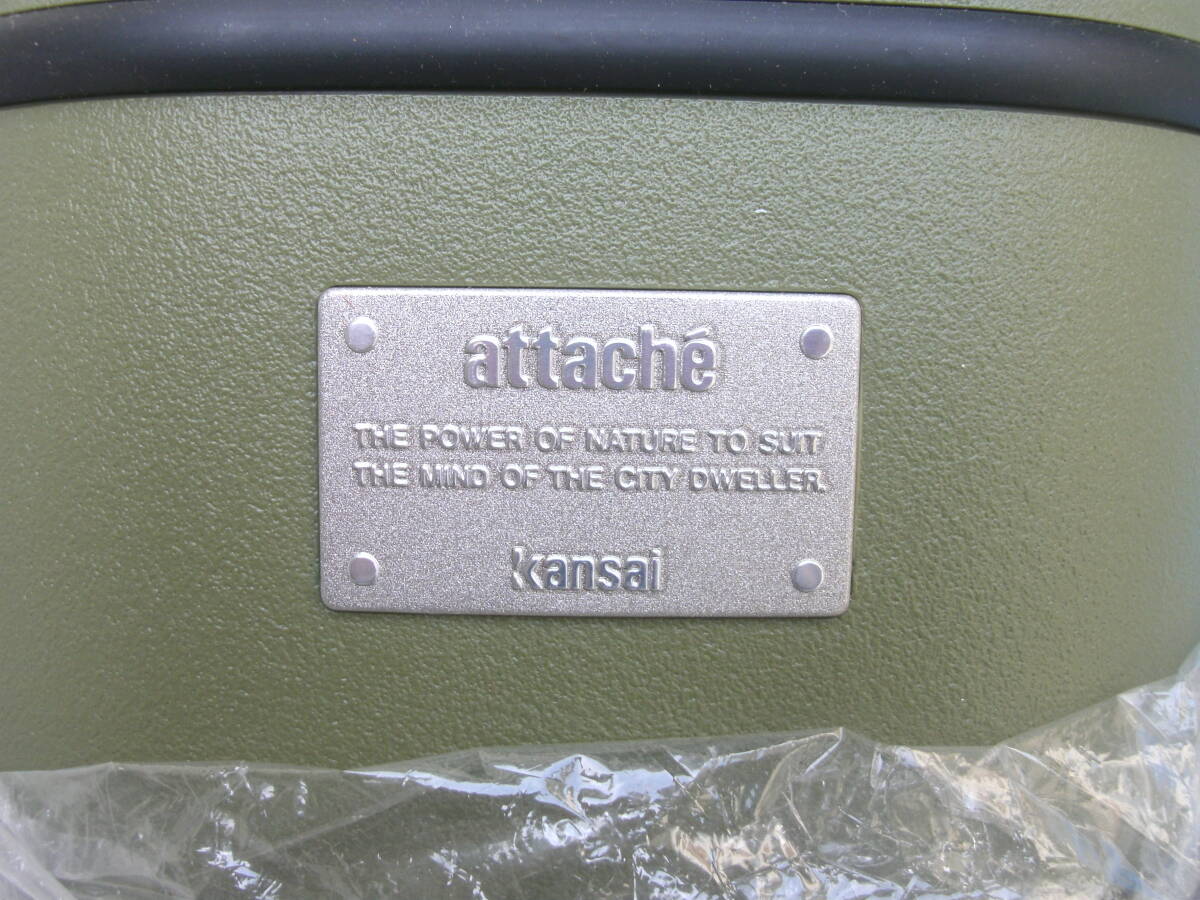 attaché
THE POWER OF NATURE TO SUIT
THE MIND OF THE CITY DWELLER.
kansai